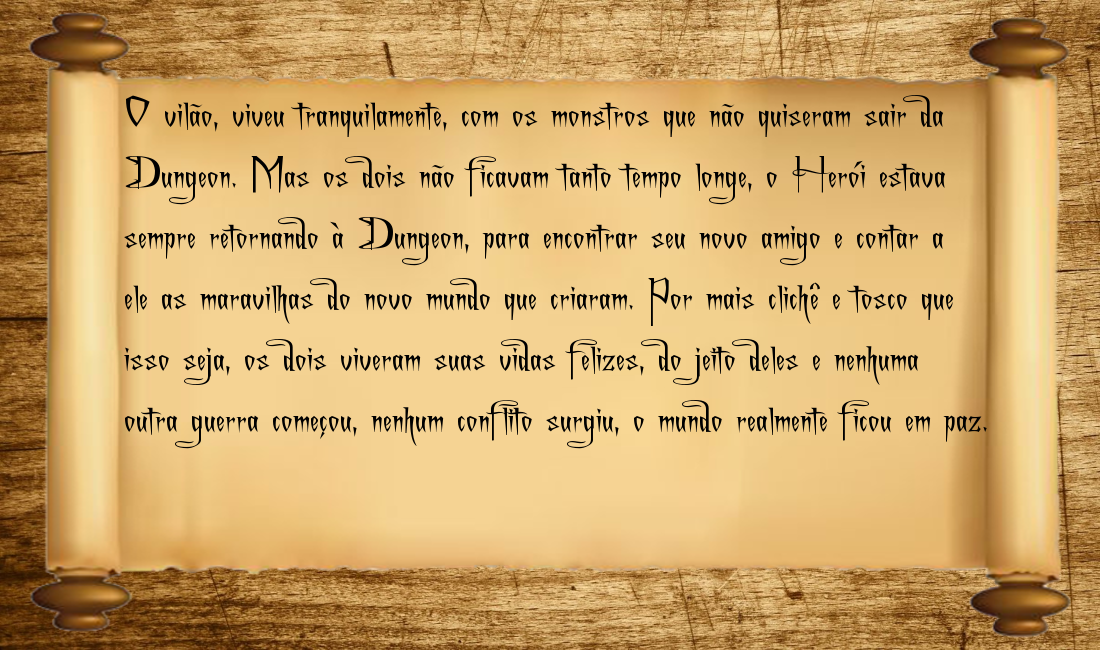 O vilão, viveu tranquilamente, com os monstros que não quiseram sair da
Dungeon. Mas os dois não ficavam tanto tempo longe, o Herói estava
sempre retornando à Dungeon, para encontrar seu novo amigo e contar a
ele as maravilhas do novo mundo que criaram. Por mais clichê e tosco que
isso seja, os dois viveram suas vidas felizes, do jeito deles e nenhuma
outra guerra começou, nenhum conflito surgiu, o mundo realmente ficou em paz.